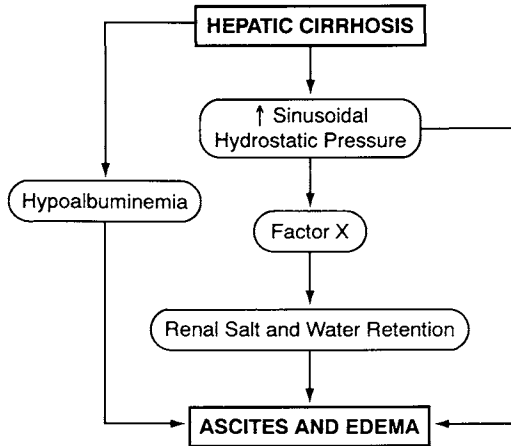 HEPATIC CIRRHOSIS
↑ Sinusoidal
Hydrostatic Pressure
Hypoalbuminemia
Factor X
Renal Salt and Water Retention
ASCITES AND EDEMA